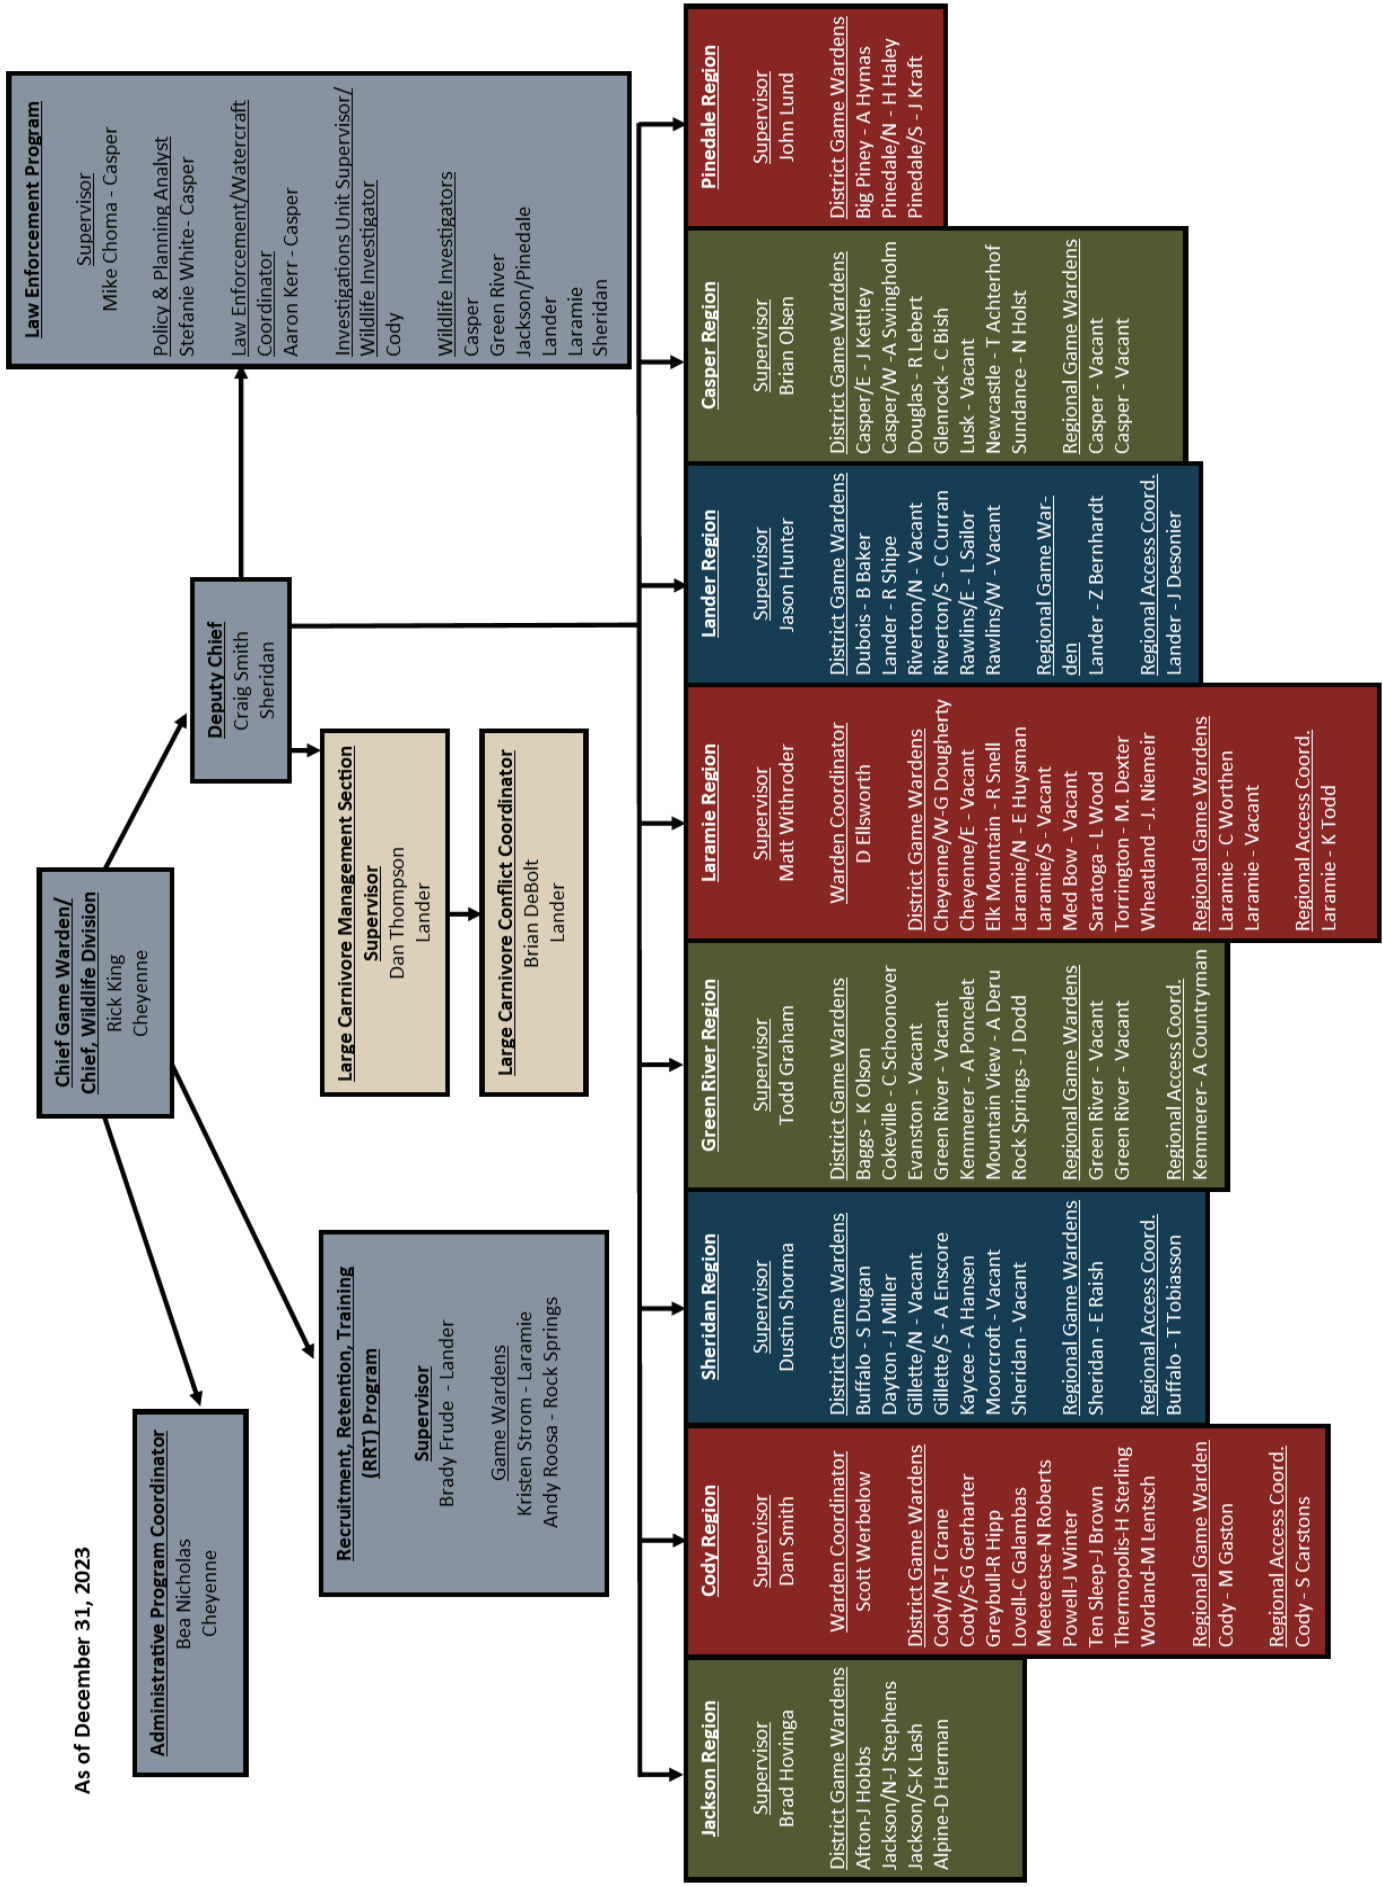 As of December 31, 2023
Chief Game Warden/
Chief, Wildlife Division
Rick King
Cheyenne
Administrative Program Coordinator
Bea Nicholas
Cheyenne
Recruitment, Retention, Training
(RRT) Program
Supervisor
Brady Frude - Lander
Game Wardens
Kristen Strom - Laramie
Andy Roosa - Rock Springs
Deputy Chief
Craig Smith
Sheridan
Large Carnivore Management Section
Supervisor
Dan Thompson
Lander
Large Carnivore Conflict Coordinator
Brian DeBolt
Lander
Law Enforcement Program
Supervisor
Mike Choma - Casper
Policy & Planning Analyst
Stefanie White- Casper
Law Enforcement/Watercraft
Coordinator
Aaron Kerr - Casper
Investigations Unit Supervisor/
Wildlife Investigator
Cody
Wildlife Investigators
Casper
Green River
Jackson/Pinedale
Lander
Laramie
Sheridan
Jackson Region
Supervisor
Brad Hovinga
District Game Wardens
Afton-J Hobbs
Jackson/N-J Stephens
Jackson/S-K Lash
Alpine-D Herman
Cody Region
Supervisor
Dan Smith
Warden Coordinator
Scott Werbelow
District Game Wardens
Cody/N-T Crane
Cody/S-G Gerharter
Greybull-R Hipp
Lovell-C Galambas
Meeteetse-N Roberts
Powell-J Winter
Ten Sleep-J Brown
Thermopolis-H Sterling
Worland-M Lentsch
Regional Game Warden
Cody - M Gaston
Regional Access Coord.
Cody - S Carstons
Sheridan Region
Supervisor
Dustin Shorma
District Game Wardens
Buffalo - S Dugan
Dayton - J Miller
Gillette/N - Vacant
Gillette/S - A Enscore
Kaycee - A Hansen
Moorcroft - Vacant
Sheridan - Vacant
Regional Game Wardens
Sheridan - E Raish
Regional Access Coord.
Buffalo - T Tobiasson
Green River Region
Supervisor
Todd Graham
District Game Wardens
Baggs - K Olson
Cokeville - C Schoonover
Evanston - Vacant
Green River - Vacant
Kemmerer - A Poncelet
Mountain View - A Deru
Rock Springs - J Dodd
Regional Game Wardens
Green River - Vacant
Green River - Vacant
Regional Access Coord.
Kemmerer - A Countryman
Laramie Region
Supervisor
Matt Withroder
Warden Coordinator
D Ellsworth
District Game Wardens
Cheyenne/W-G Dougherty
Cheyenne/E - Vacant
Elk Mountain - R Snell
Laramie/N - E Huysman
Laramie/S - Vacant
Med Bow - Vacant
Saratoga - L Wood
Torrington - M. Dexter
Wheatland - J. Niemeir
Regional Game Wardens
Laramie - C Worthen
Laramie - Vacant
Regional Access Coord.
Laramie - K Todd
Lander Region
Supervisor
Jason Hunter
District Game Wardens
Dubois - B Baker
Lander - R Shipe
Riverton/N - Vacant
Riverton/S - C Curran
Rawlins/E - L Sailor
Rawlins/W - Vacant
Regional Game War-
den
Lander - Z Bernhardt
Regional Access Coord.
Lander - J Desonier
Casper Region
Supervisor
Brian Olsen
District Game Wardens
Casper/E - J Kettley
Casper/W -A Swingholm
Douglas - R Lebert
Glenrock - C Bish
Lusk - Vacant
Newcastle - T Achterhof
Sundance - N Holst
Regional Game Wardens
Casper - Vacant
Casper - Vacant
Pinedale Region
Supervisor
John Lund
District Game Wardens
Big Piney - A Hymas
Pinedale/N - H Haley
Pinedale/S - J Kraft